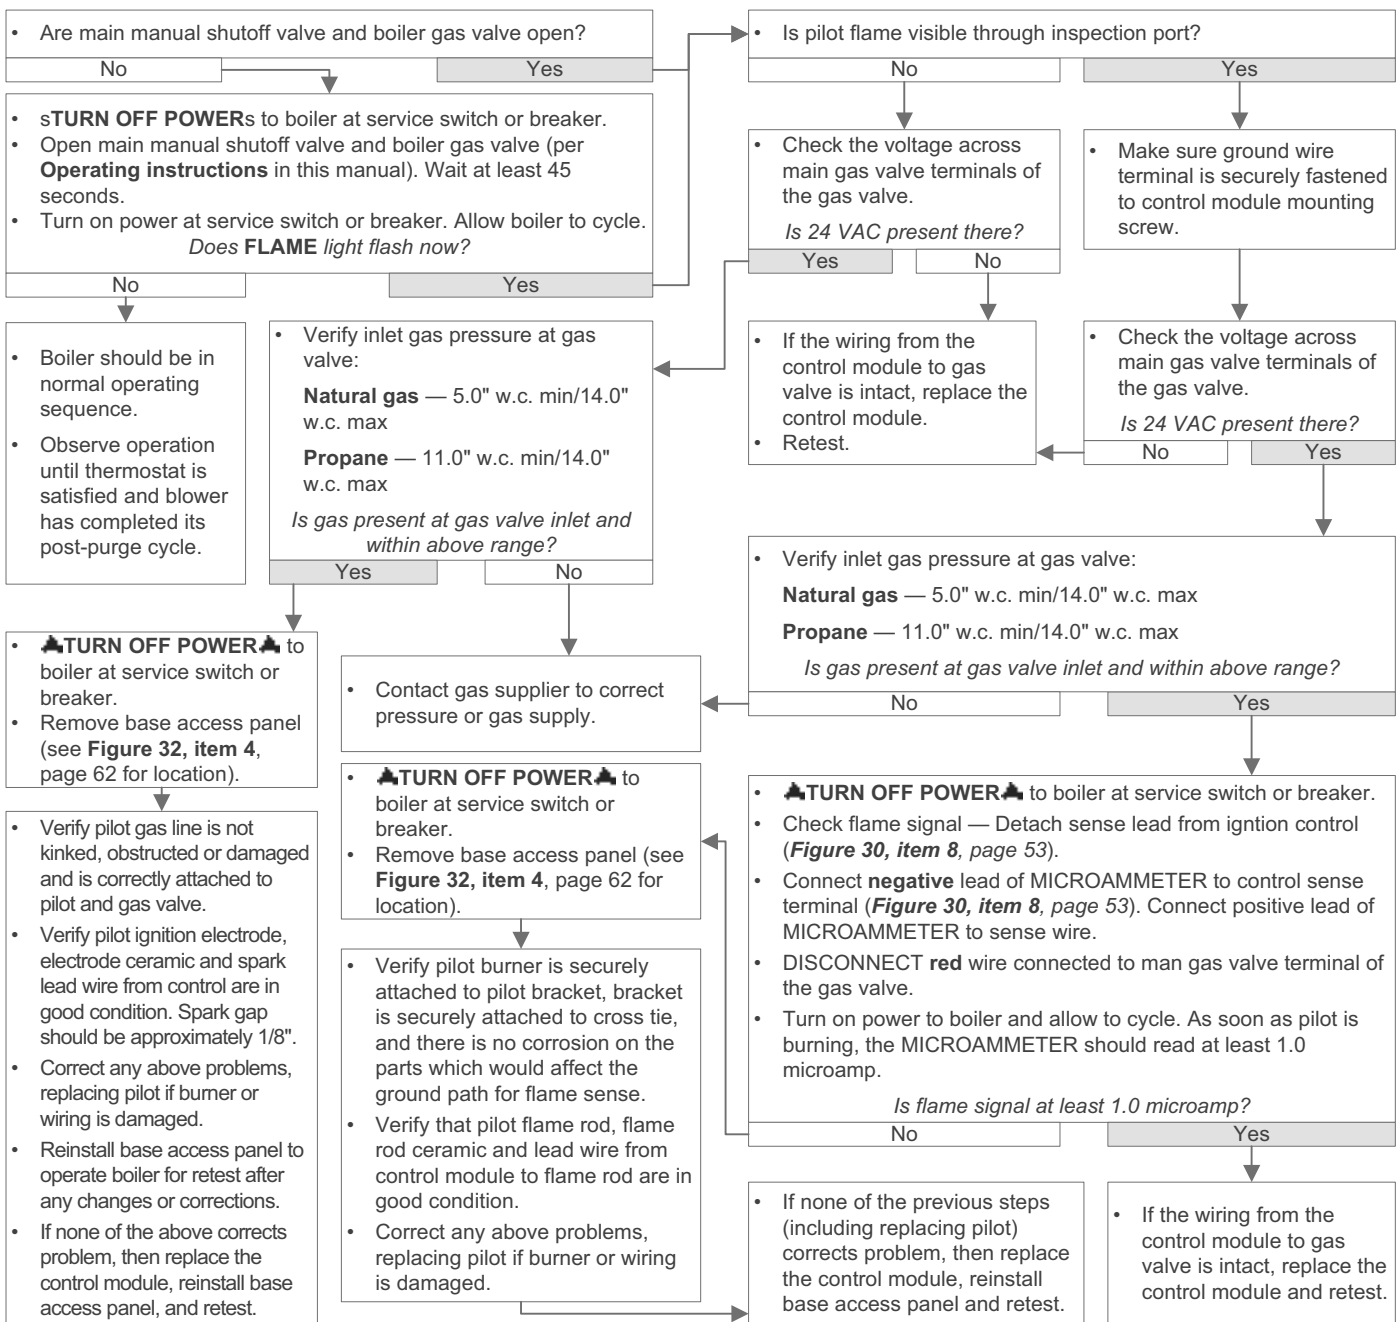 • Are main manual shutoff valve and boiler gas valve open?
No
Yes
• sTURN OFF POWERs to boiler at service switch or breaker.
• Open main manual shutoff valve and boiler gas valve (per
Operating instructions in this manual). Wait at least 45
seconds.
• Turn on power at service switch or breaker. Allow boiler to cycle.
Does FLAME light flash now?
No
Yes
• Boiler should be in
normal operating
sequence.
• Observe operation
until thermostat is
satisfied and blower
has completed its
post-purge cycle.
• Verify inlet gas pressure at gas
valve:
Natural gas — 5.0" w.c. min/14.0"
w.c. max
Propane — 11.0" w.c. min/14.0"
w.c. max
Is gas present at gas valve inlet and
within above range?
Yes
No
• TURN OFF POWER to
boiler at service switch or
breaker.
• Remove base access panel
(see Figure 32, item 4,
page 62 for location).
• Verify pilot gas line is not
kinked, obstructed or damaged
and is correctly attached to
pilot and gas valve.
• Verify pilot ignition electrode,
electrode ceramic and spark
lead wire from control are in
good condition. Spark gap
should be approximately 1/8".
• Correct any above problems,
replacing pilot if burner or
wiring is damaged.
• Reinstall base access panel to
operate boiler for retest after
any changes or corrections.
• If none of the above corrects
problem, then replace the
control module, reinstall base
access panel, and retest.
• Contact gas supplier to correct
pressure or gas supply.
• TURN OFF POWER to
boiler at service switch or
breaker.
• Remove base access panel (see
Figure 32, item 4, page 62 for
location).
• Verify pilot burner is securely
attached to pilot bracket, bracket
is securely attached to cross tie,
and there is no corrosion on the
parts which would affect the
ground path for flame sense.
• Verify that pilot flame rod, flame
rod ceramic and lead wire from
control module to flame rod are in
good condition.
• Correct any above problems,
replacing pilot if burner or wiring
is damaged.
• Is pilot flame visible through inspection port?
No
Yes
• Check the voltage across
main gas valve terminals of
the gas valve.
Is 24 VAC present there?
Yes
No
• If the wiring from the
control module to gas
valve is intact, replace the
control module.
• Retest.
• Make sure ground wire
terminal is securely fastened
to control module mounting
screw.
• Check the voltage across
main gas valve terminals of
the gas valve.
Is 24 VAC present there?
No
Yes
• Verify inlet gas pressure at gas valve:
Natural gas — 5.0" w.c. min/14.0" w.c. max
Propane — 11.0" w.c. min/14.0" w.c. max
Is gas present at gas valve inlet and within above range?
No
Yes
• TURN OFF POWER to boiler at service switch or breaker.
• Check flame signal — Detach sense lead from igntion control
(Figure 30, item 8, page 53).
• Connect negative lead of MICROAMMETER to control sense
terminal (Figure 30, item 8, page 53). Connect positive lead of
MICROAMMETER to sense wire.
• DISCONNECT red wire connected to man gas valve terminal of
the gas valve.
• Turn on power to boiler and allow to cycle. As soon as pilot is
burning, the MICROAMMETER should read at least 1.0
microamp.
Is flame signal at least 1.0 microamp?
No
Yes
• If none of the previous steps
(including replacing pilot)
corrects problem, then replace
the control module, reinstall
base access panel and retest.
• If the wiring from the
control module to gas
valve is intact, replace the
control module and retest.